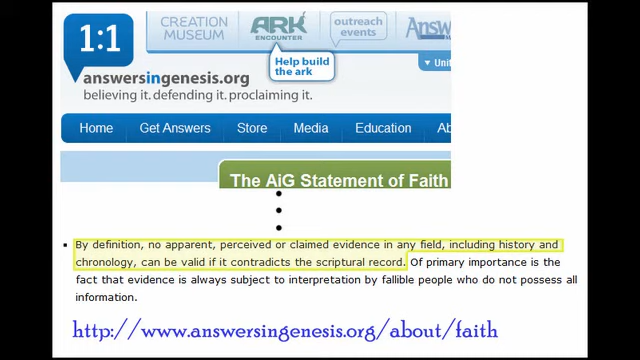 1:1
CREATION
MUSEUM
ARK
ENCOUNTER
outreach
events
Answ
Help build
the ark
Unit
answersingenesis.org
believing it. defending it. proclaiming it.
Home Get Answers Store Media Education Ab
The AiG Statement of Faith
By definition, no apparent, perceived or claimed evidence in any field, including history and
chronology, can be valid if it contradicts the scriptural record. Of primary importance is the
fact that evidence is always subject to interpretation by fallible people who do not possess all
information.
http://www.answersingenesis.org/about/faith